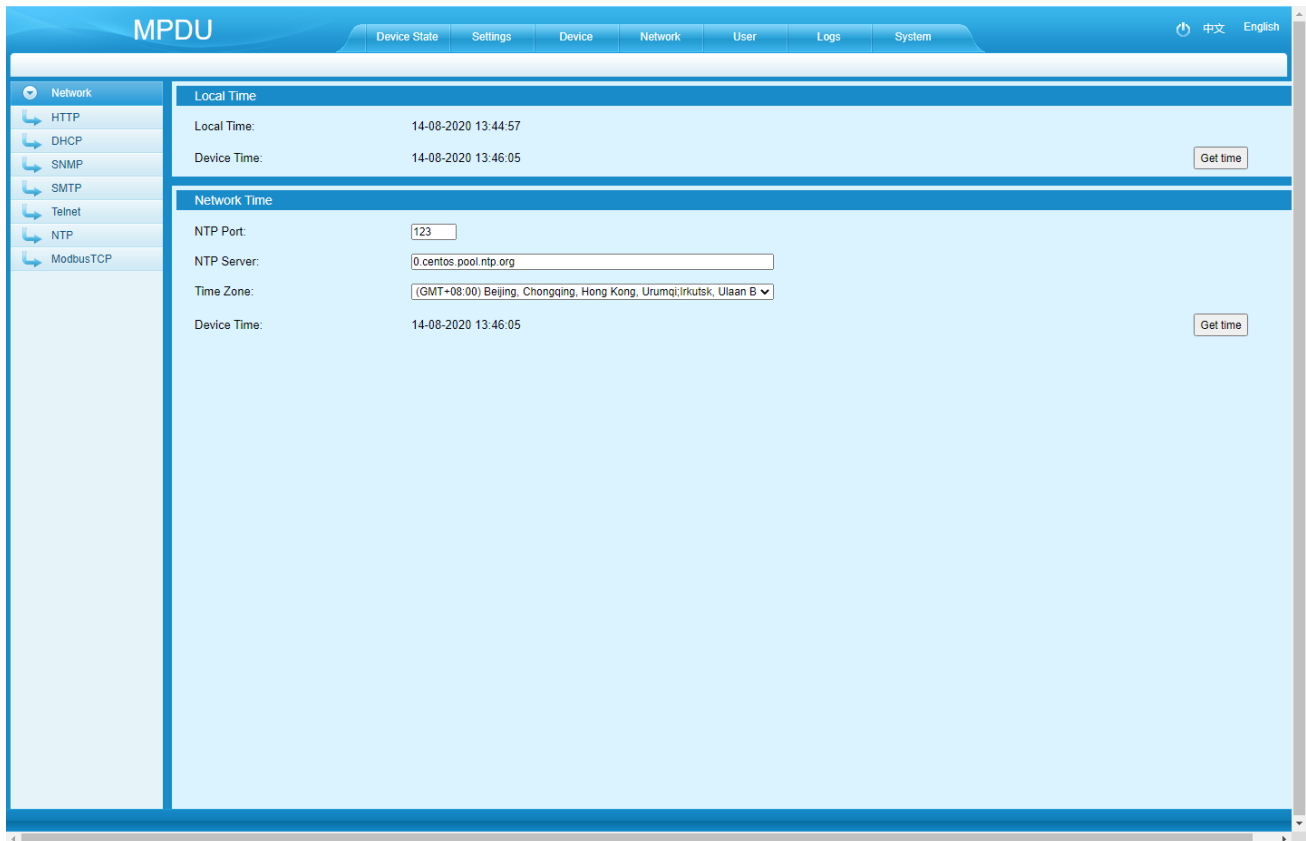 MPDU
Device State Settings Device Network User Logs System
中文 English
Network
HTTP
DHCP
SNMP
SMTP
Telnet
NTP
ModbusTCP
Local Time
Local Time: 14-08-2020 13:44:57
Device Time: 14-08-2020 13:46:05 Get time
Network Time
NTP Port: 123
NTP Server: 0.centos.pool.ntp.org
Time Zone: (GMT+08:00) Beijing, Chongqing, Hong Kong, Urumqi;Irkutsk, Ulaan B
Device Time: 14-08-2020 13:46:05 Get time